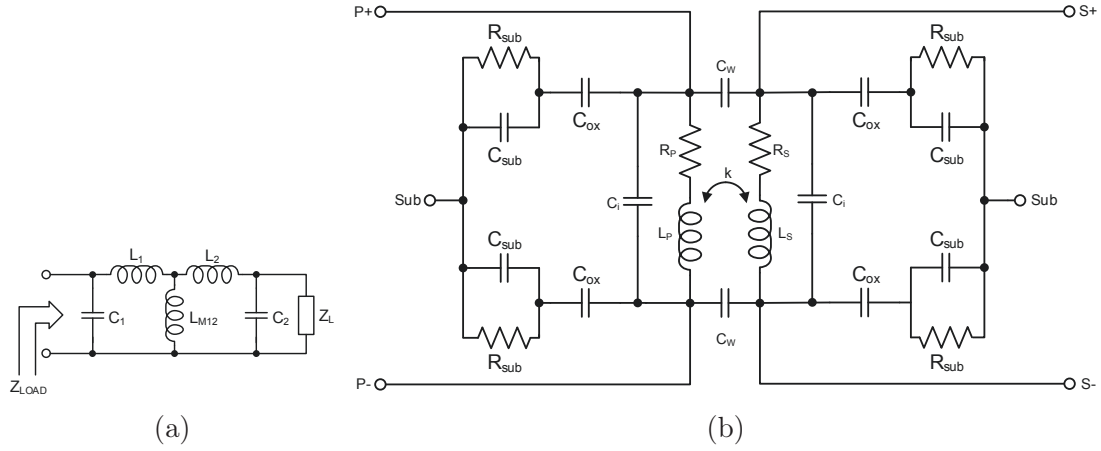 L1
L2
C1
LM12
C2
ZL
ZLOAD
(a)
P+
S+
Rsub
Rsub
CW
Cox
Cox
Csub
Csub
RP
RS
k
Sub
Ci
Ci
Sub
LP
LS
Csub
Csub
Cox
Cox
CW
Rsub
Rsub
P-
S-
(b)